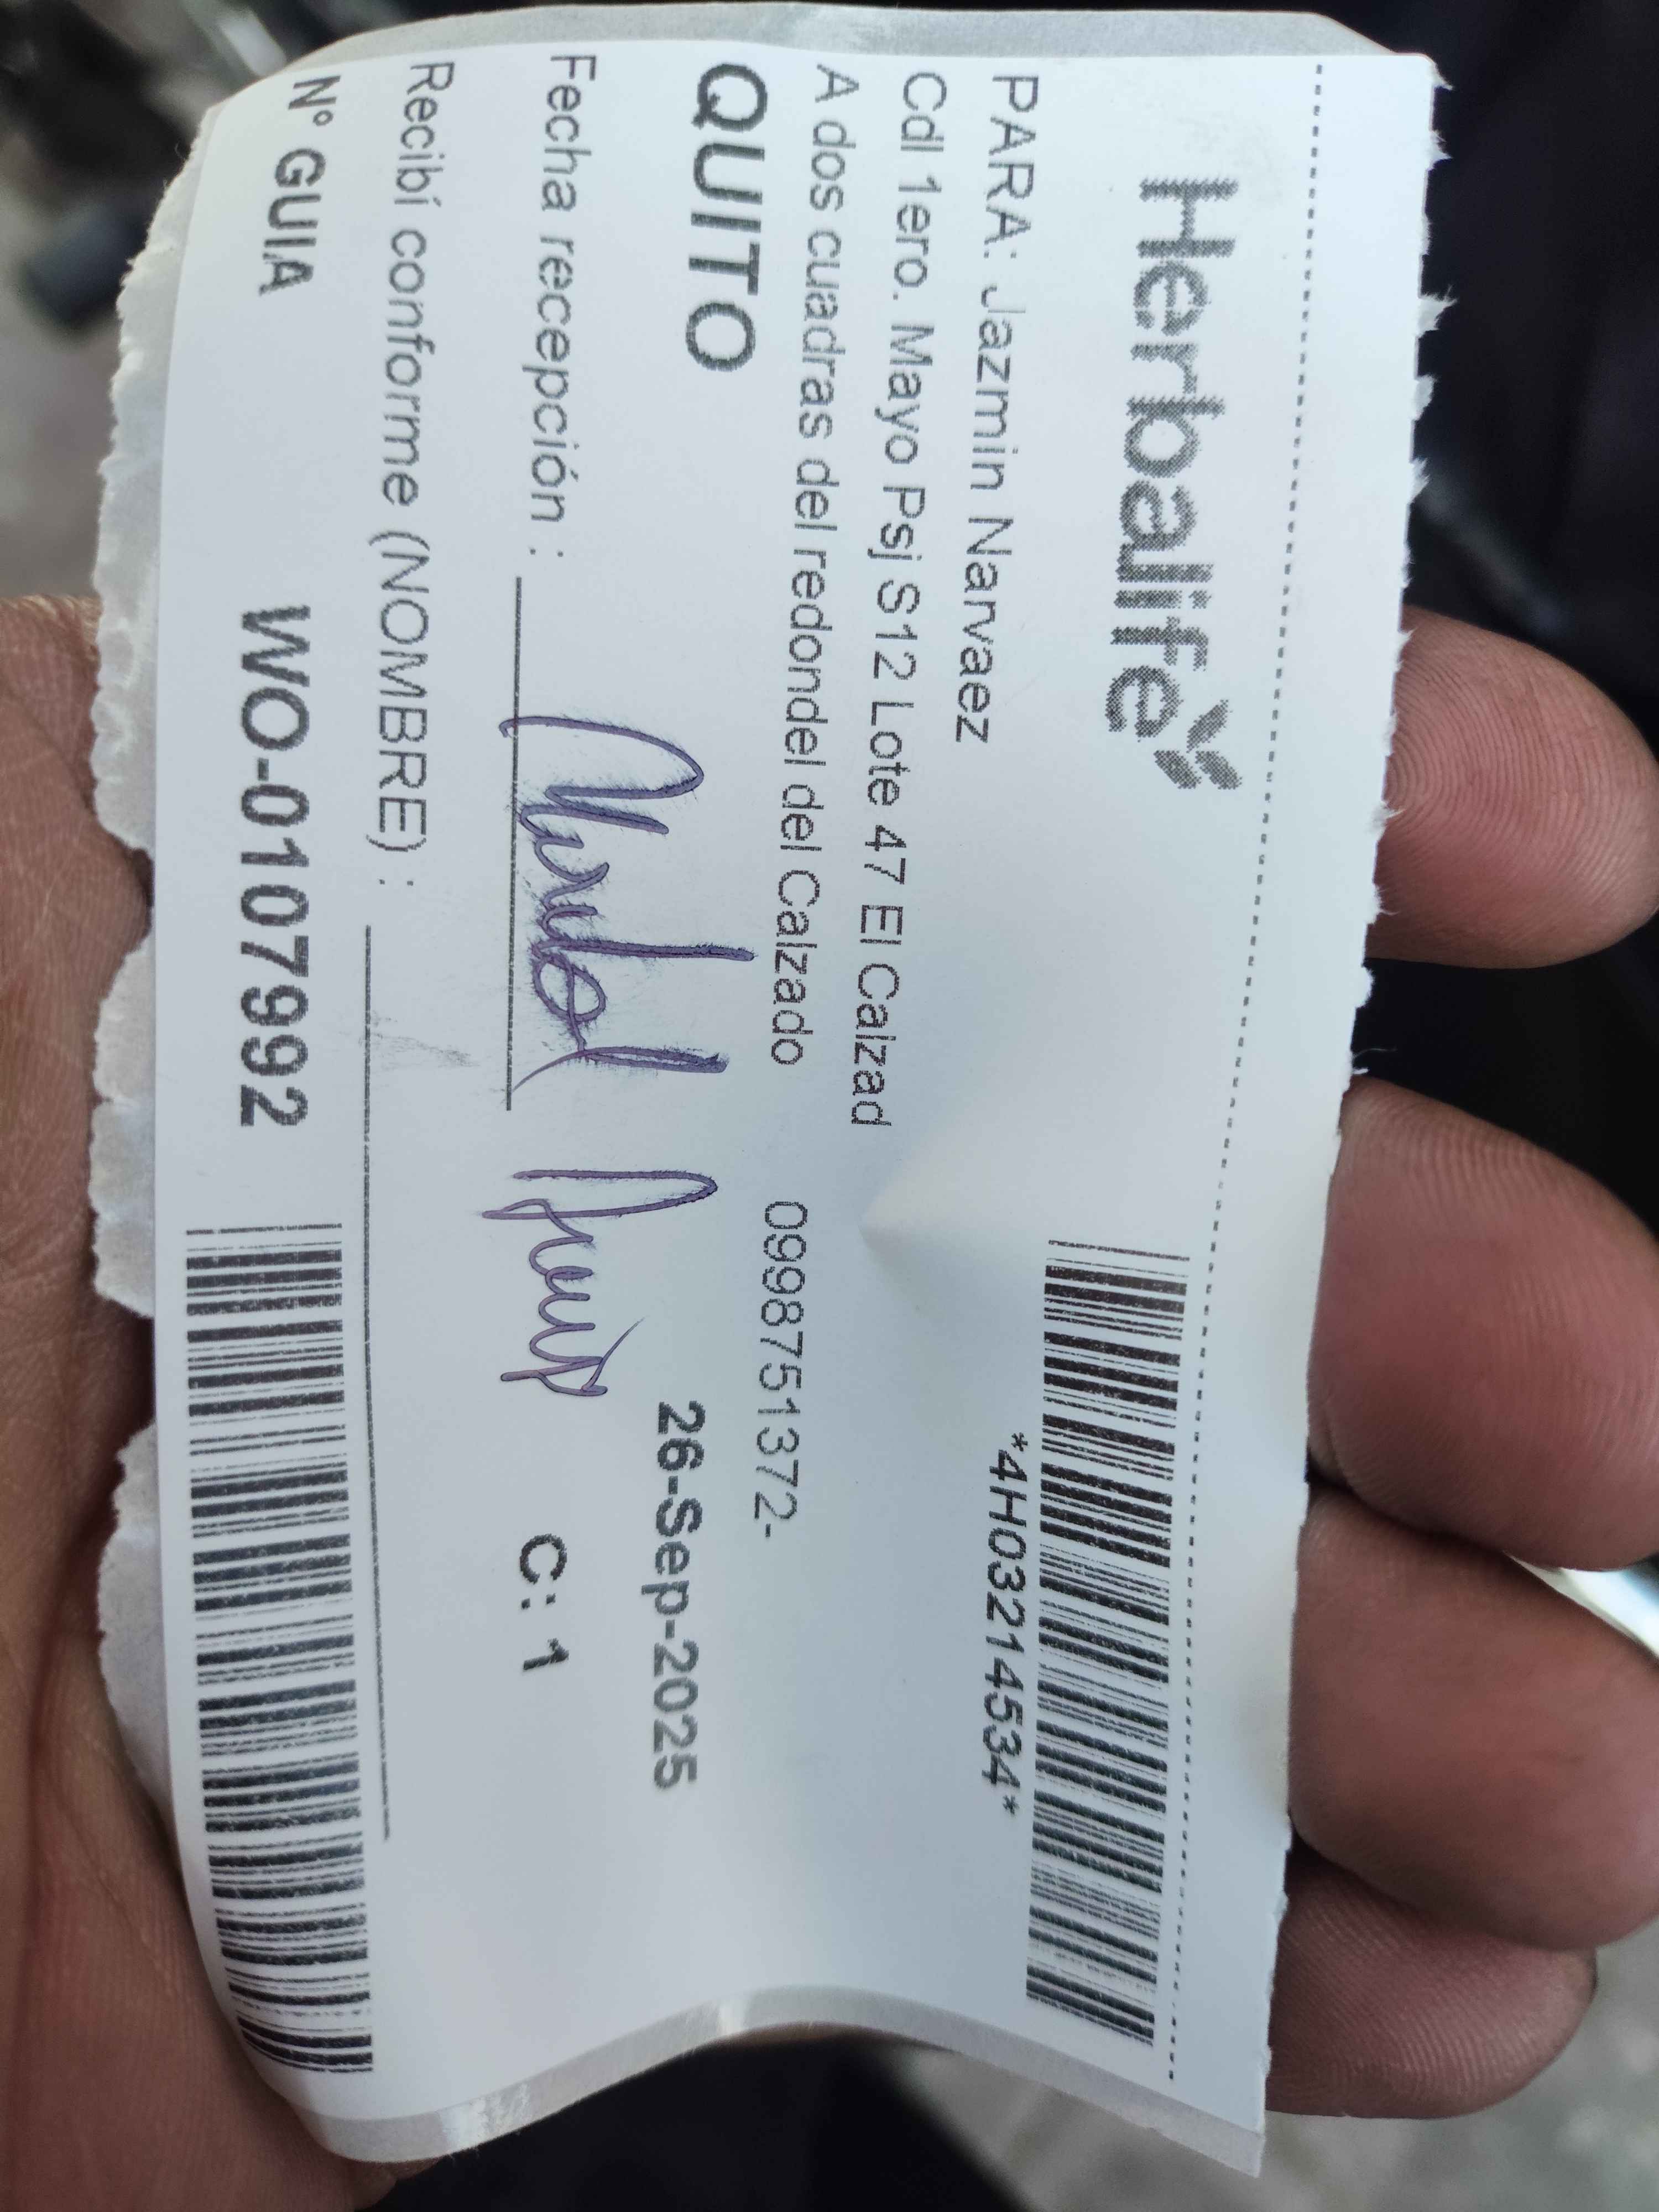 Herbalife
*4H03214534*
PARA: Jazmin Narvaez
Cdl 1ero. Mayo Psj S12 Lote 47 El Calzad
A dos cuadras del redondel del Calzado 0998751372-
QUITO
26-Sep-2025
Fecha recepción :
C: 1
Recibí conforme (NOMBRE) :
Nº GUIA WO-0107992